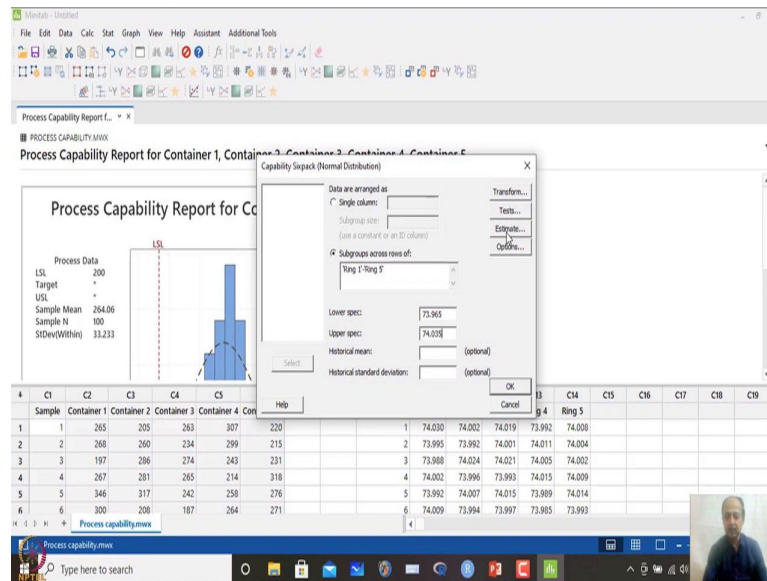 Minitab - Untitled
File Edit Data Calc Stat Graph View Help Assistant Additional Tools
Process Capability Report f...
PROCESS CAPABILITY.MWX
Process Capability Report for Container 1, Container 2, Container 3, Container 4, Container 5
Process Capability Report for Co
LSL
Process Data
LSL 200
Target *
USL *
Sample Mean 264.06
Sample N 100
StDev(Within) 33.233
Capability Sixpack (Normal Distribution)
Data are arranged as
Single column:
Subgroup size:
(use a constant or an ID column)
Subgroups across rows of:
'Ring 1'-'Ring 5'
Lower spec: 73.965
Upper spec: 74.035
Historical mean: (optional)
Historical standard deviation: (optional)
Transform...
Tests...
Estimate...
Options...
Select
Help
OK
Cancel
C1 C2 C3 C4 C5 13 C14 C15 C16 C17 C18 C19
Sample Container 1 Container 2 Container 3 Container 4 Con g 4 Ring 5
1 1 265 205 263 307 220 1 74.030 74.002 74.019 73.992 74.008
2 2 268 260 234 299 215 2 73.995 73.992 74.001 74.011 74.004
3 3 197 286 274 243 231 3 73.988 74.024 74.021 74.005 74.002
4 4 267 281 265 214 318 4 74.002 73.996 73.993 74.015 74.009
5 5 346 317 242 258 276 5 73.992 74.007 74.015 73.989 74.014
6 6 300 208 187 264 271 6 74.009 73.994 73.997 73.985 73.993
Process capability.mwx
Process capability.mwx
Type here to search
NPTEL